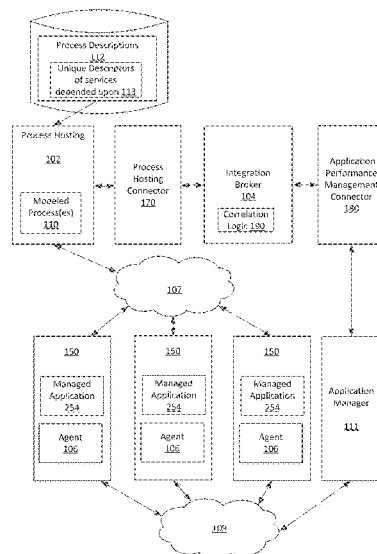 Process Descriptions
112
Unique Descriptors
of services
depended upon 113
Process Hosting
102
Modeled
Process(es)
110
Process
Hosting
Connector
170
Integration
Broker
104
Correlation
Logic 190
Application
Performance
Management
Connector
180
107
150
Managed
Application
254
Agent
106
150
Managed
Application
254
Agent
106
150
Managed
Application
254
Agent
106
Application
Manager
111
109